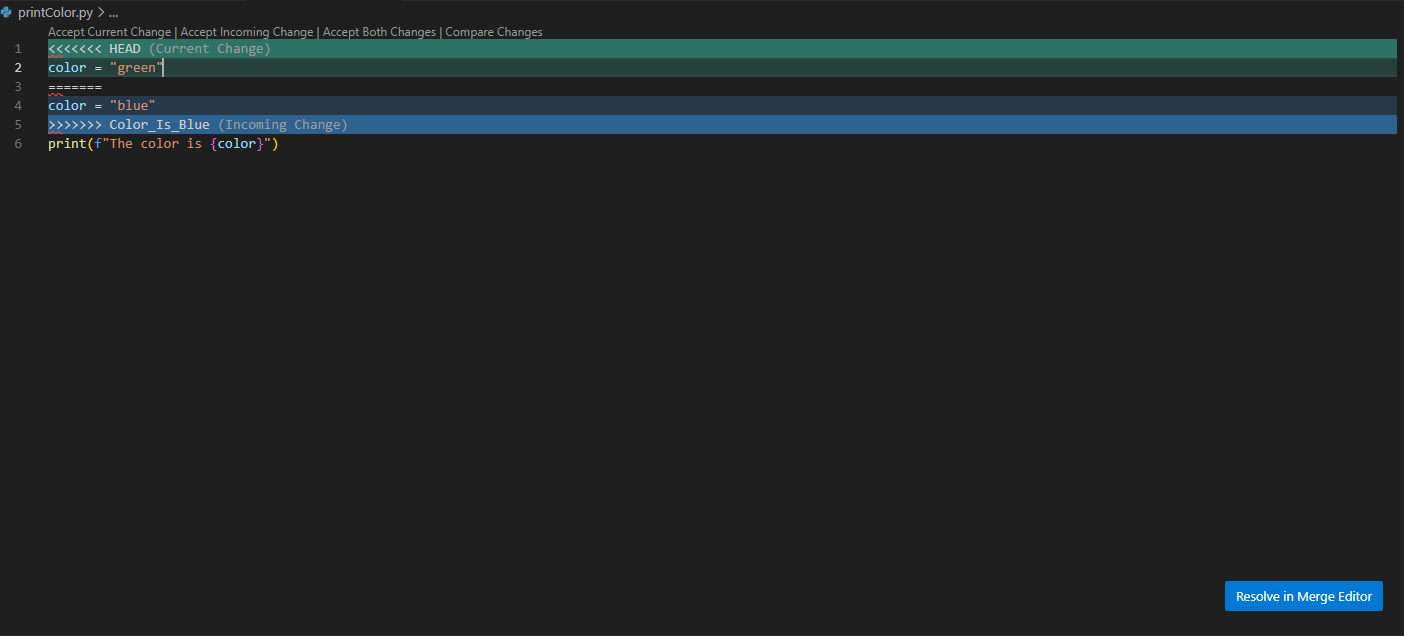 printColor.py > ...
Accept Current Change | Accept Incoming Change | Accept Both Changes | Compare Changes
1 <<<<<<< HEAD (Current Change)
2 color = "green"
3 =======
4 color = "blue"
5 >>>>>>> Color_Is_Blue (Incoming Change)
6 print(f"The color is {color}")
Resolve in Merge Editor